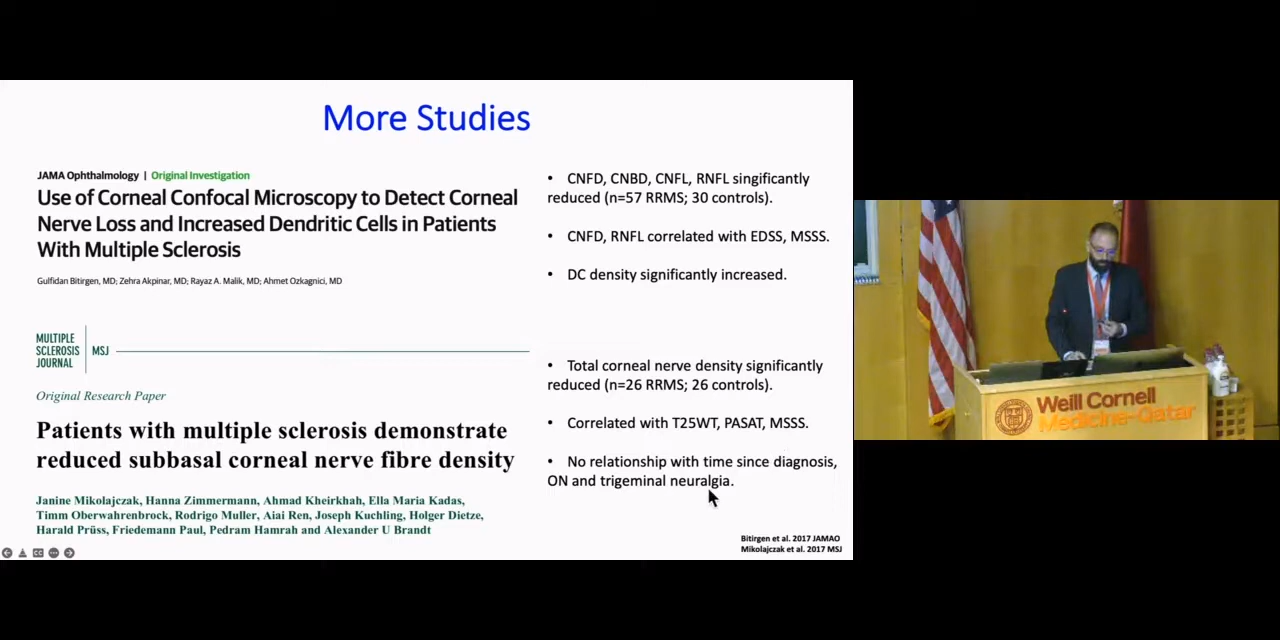 More Studies
JAMA Ophthalmology | Original Investigation
Use of Corneal Confocal Microscopy to Detect Corneal
Nerve Loss and Increased Dendritic Cells in Patients
With Multiple Sclerosis
Gulfidan Bitirgen, MD; Zehra Akpinar, MD; Rayaz A. Malik, MD; Ahmet Ozkagnici, MD
• CNFD, CNBD, CNFL, RNFL singificantly
reduced (n=57 RRMS; 30 controls).
• CNFD, RNFL correlated with EDSS, MSSS.
• DC density significantly increased.
MULTIPLE
SCLEROSIS
JOURNAL
MSJ
Original Research Paper
Patients with multiple sclerosis demonstrate
reduced subbasal corneal nerve fibre density
Janine Mikolajczak, Hanna Zimmermann, Ahmad Kheirkhah, Ella Maria Kadas,
Timm Oberwahrenbrock, Rodrigo Muller, Aiai Ren, Joseph Kuchling, Holger Dietze,
Harald Prüss, Friedemann Paul, Pedram Hamrah and Alexander U Brandt
• Total corneal nerve density significantly
reduced (n=26 RRMS; 26 controls).
• Correlated with T25WT, PASAT, MSSS.
• No relationship with time since diagnosis,
ON and trigeminal neuralgia.
Bitirgen et al. 2017 JAMAO
Mikolajczak et al. 2017 MSJ
CC
Weill Cornell
Medicine-Qatar